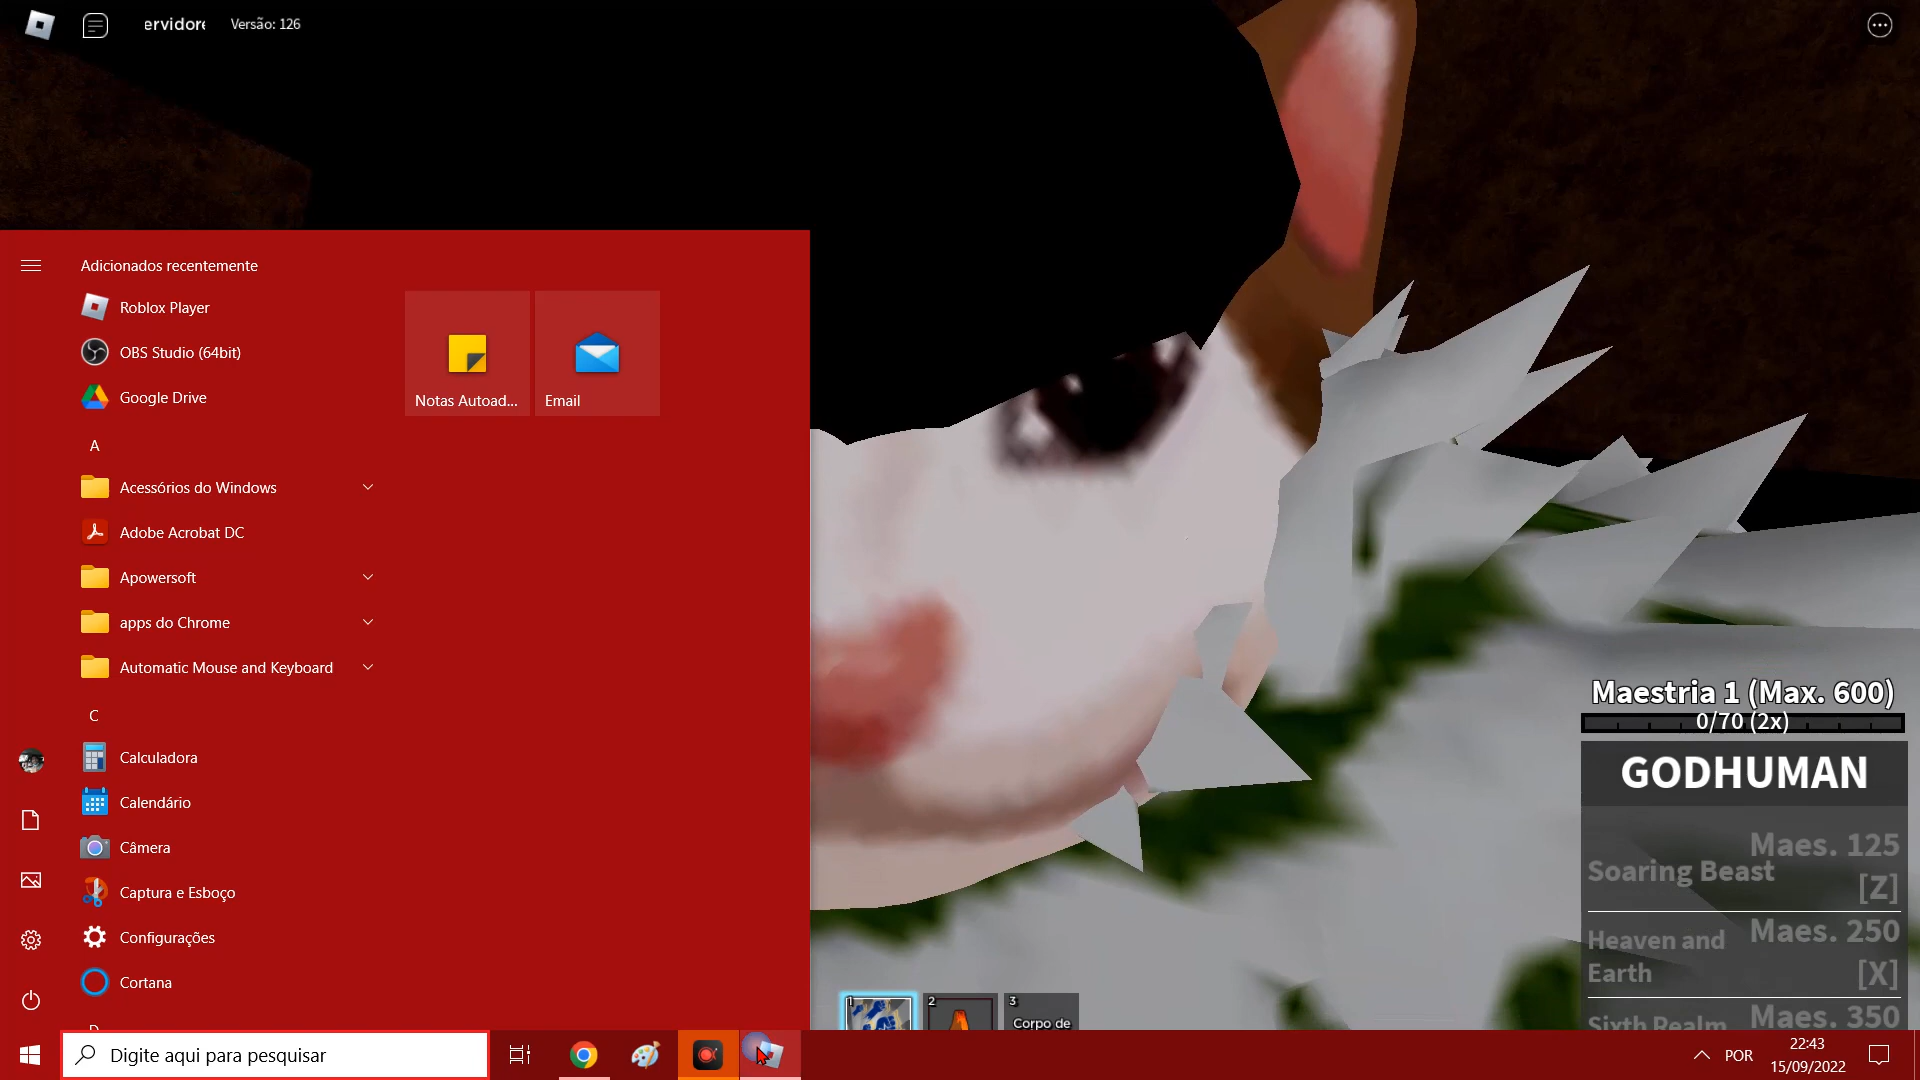 ervidore
Versão: 126
Adicionados recentemente
Roblox Player
OBS Studio (64bit)
Google Drive
Notas Autoad...
Email
A
Acessórios do Windows
Adobe Acrobat DC
Apowersoft
apps do Chrome
Automatic Mouse and Keyboard
C
Calculadora
Calendário
Câmera
Captura e Esboço
Configurações
Cortana
D
Maestria 1 (Max. 600)
0/70 (2x)
GODHUMAN
Maes. 125
Soaring Beast
[Z]
Maes. 250
Heaven and
Earth
[X]
Maes. 350
Sixth Realm
1
2
3
Corpo de
Digite aqui para pesquisar
POR
22:43
15/09/2022